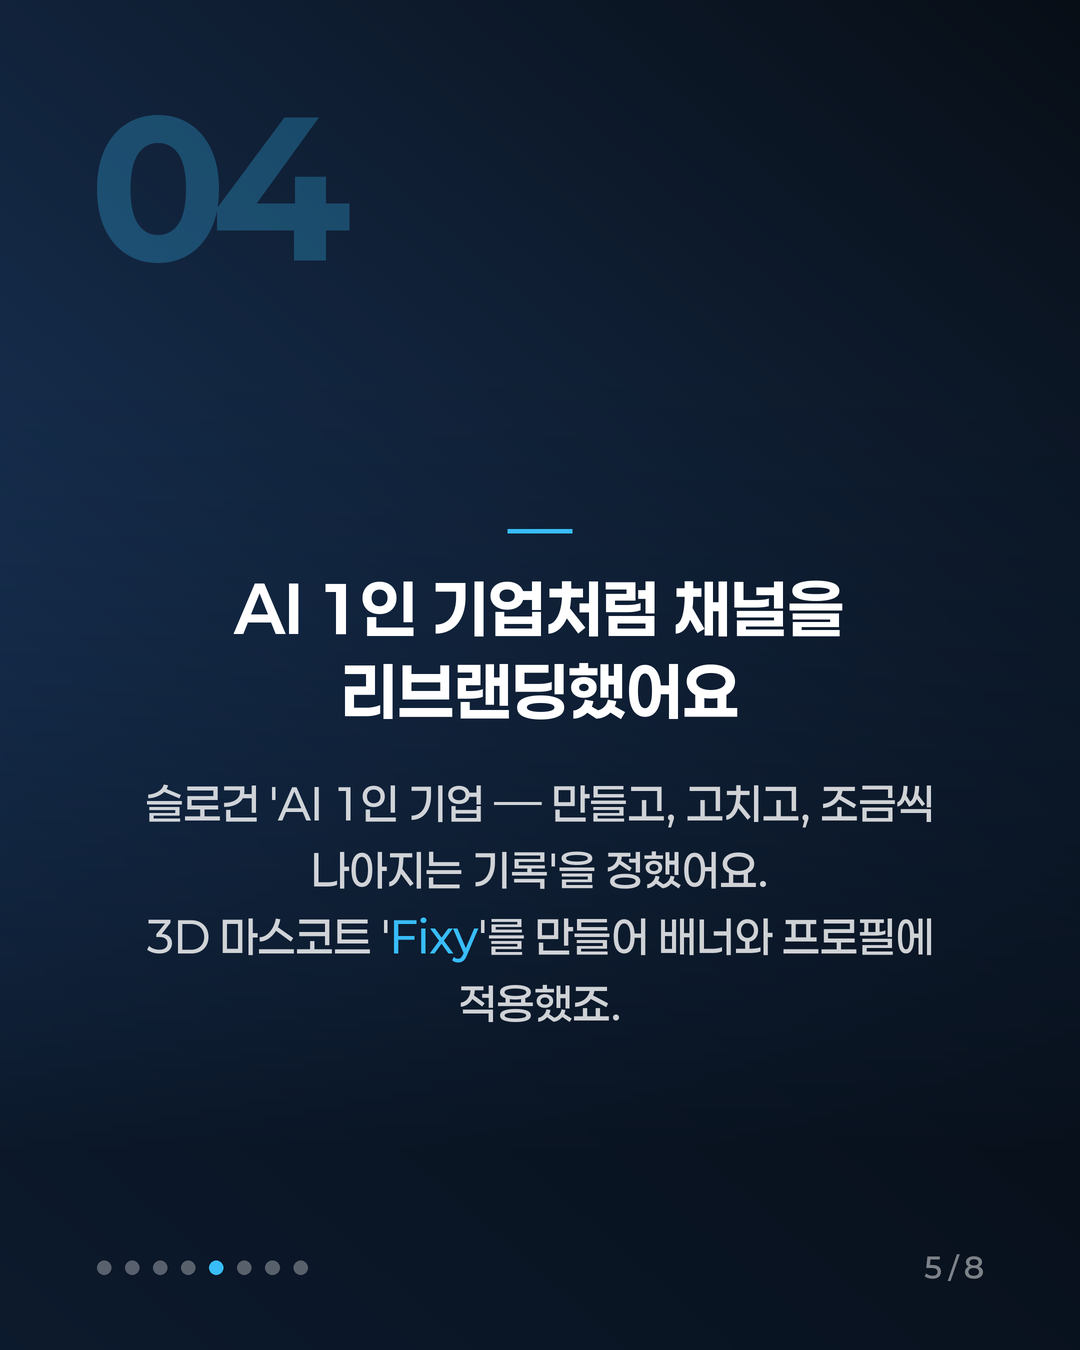 04
AI 1인 기업처럼 채널을
리브랜딩했어요
슬로건 'AI 1인 기업 — 만들고, 고치고, 조금씩
나아지는 기록'을 정했어요.
3D 마스코트 'Fixy'를 만들어 배너와 프로필에
적용했죠.
5/8